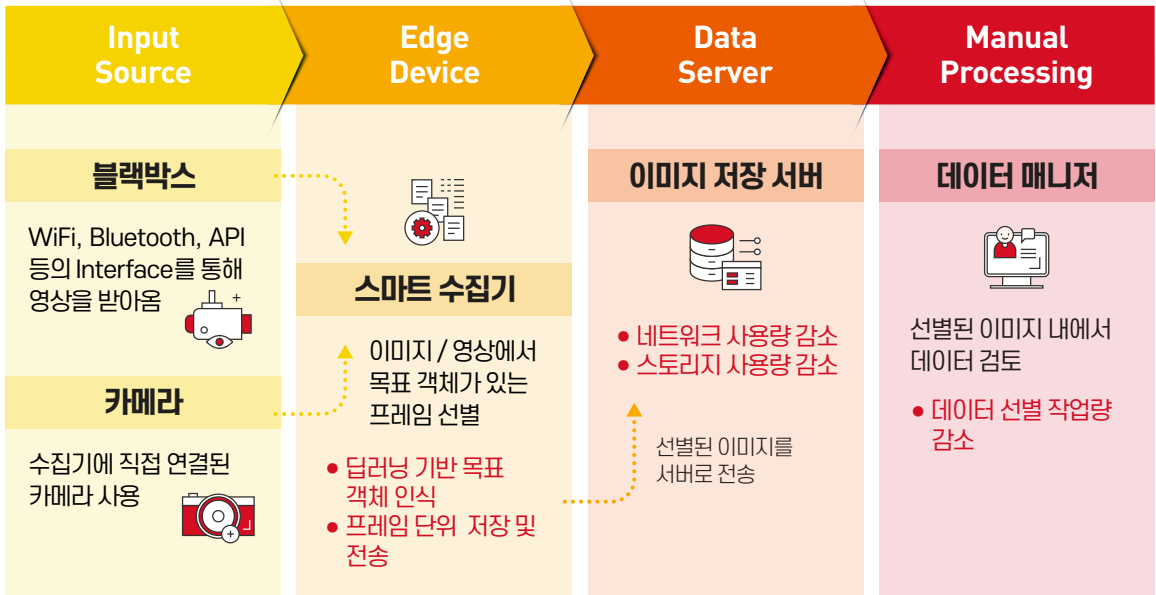 Input
Source
Edge
Device
Data
Server
Manual
Processing
블랙박스
WiFi, Bluetooth, API
등의 Interface를 통해
영상을 받아옴
카메라
수집기에 직접 연결된
카메라 사용
스마트 수집기
이미지 / 영상에서
목표 객체가 있는
프레임 선별
● 딥러닝 기반 목표
객체 인식
● 프레임 단위 저장 및
전송
이미지 저장 서버
● 네트워크 사용량 감소
● 스토리지 사용량 감소
선별된 이미지를
서버로 전송
데이터 매니저
선별된 이미지 내에서
데이터 검토
● 데이터 선별 작업량
감소